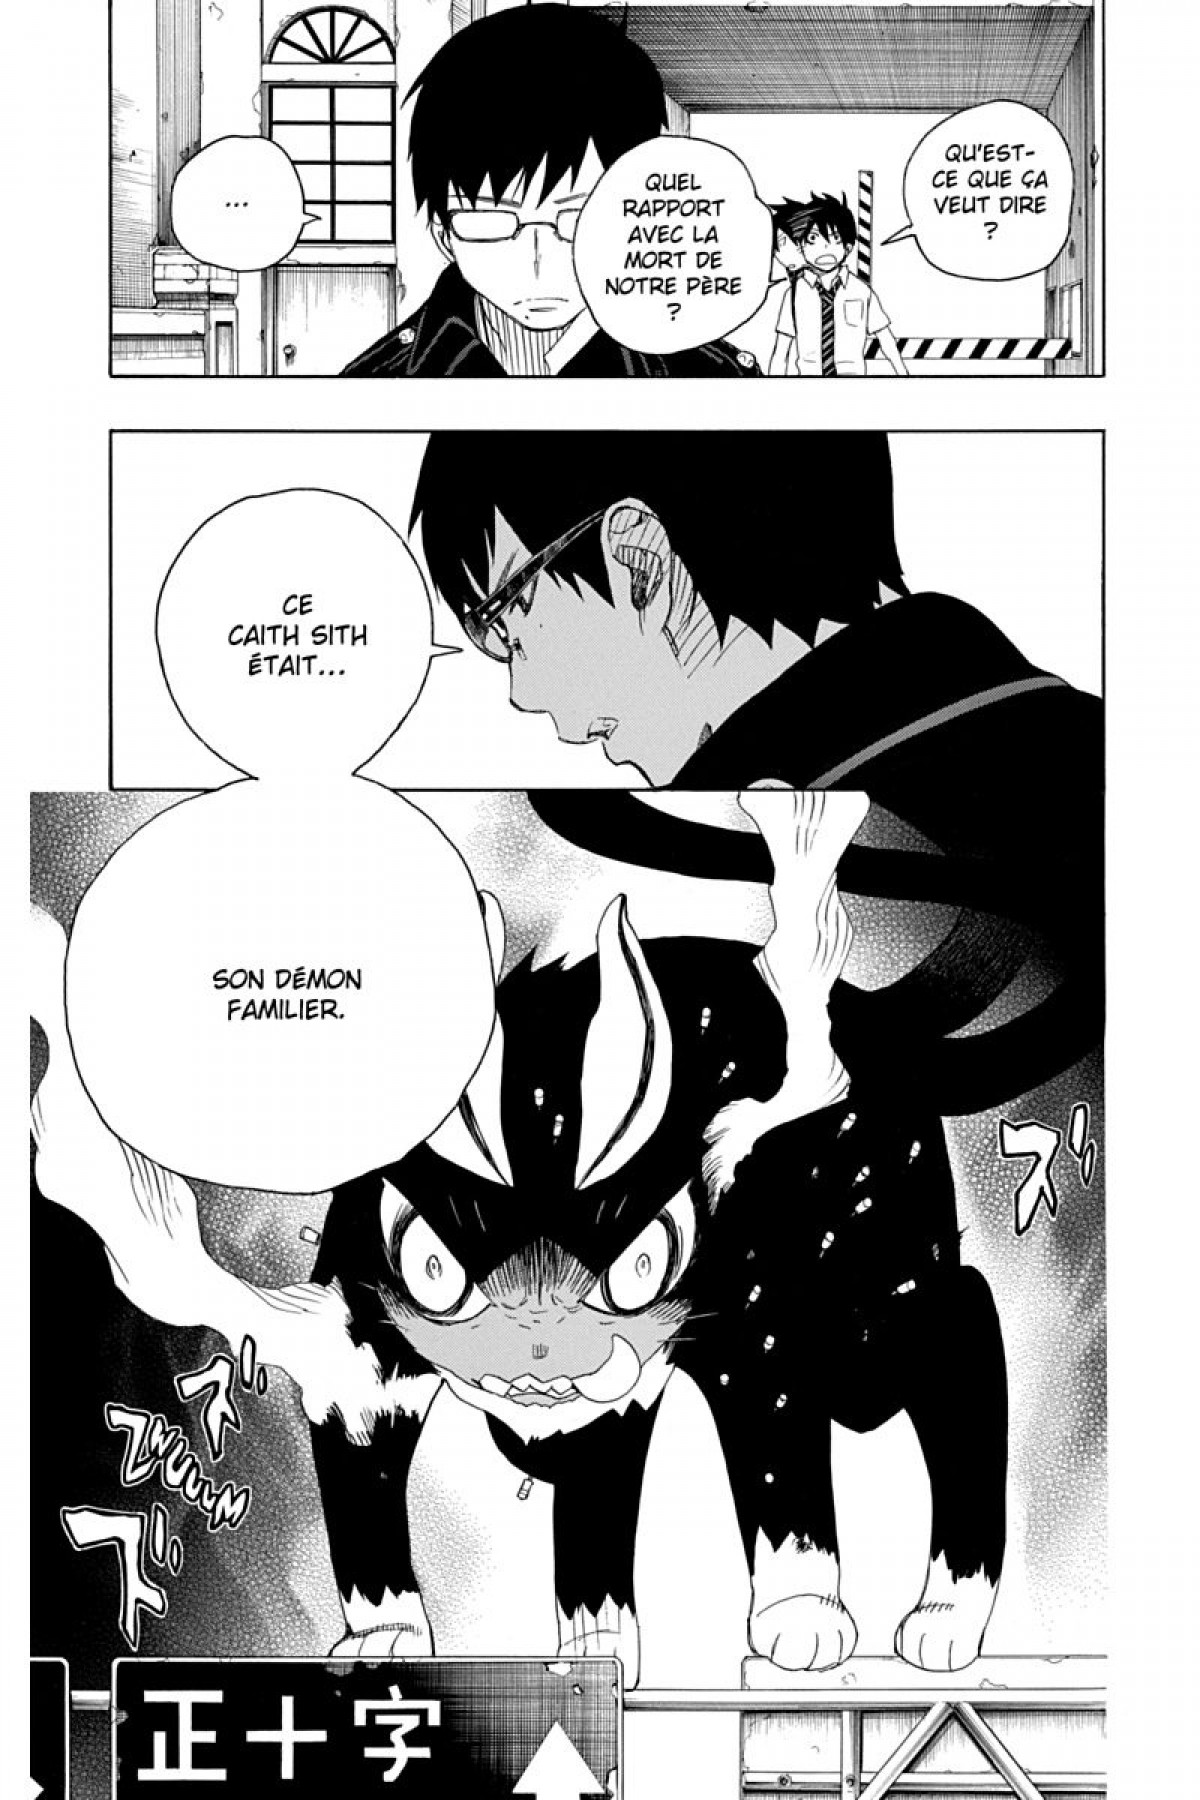 QU'EST-
CE QUE ÇA
VEUT DIRE
?
QUEL
RAPPORT
AVEC LA
MORT DE
NOTRE PÈRE
?
...
CE
CAITH SITH
ÉTAIT...
SON DÉMON
FAMILIER.
ズ
ズ
ZWUUUM
ズ
正十字